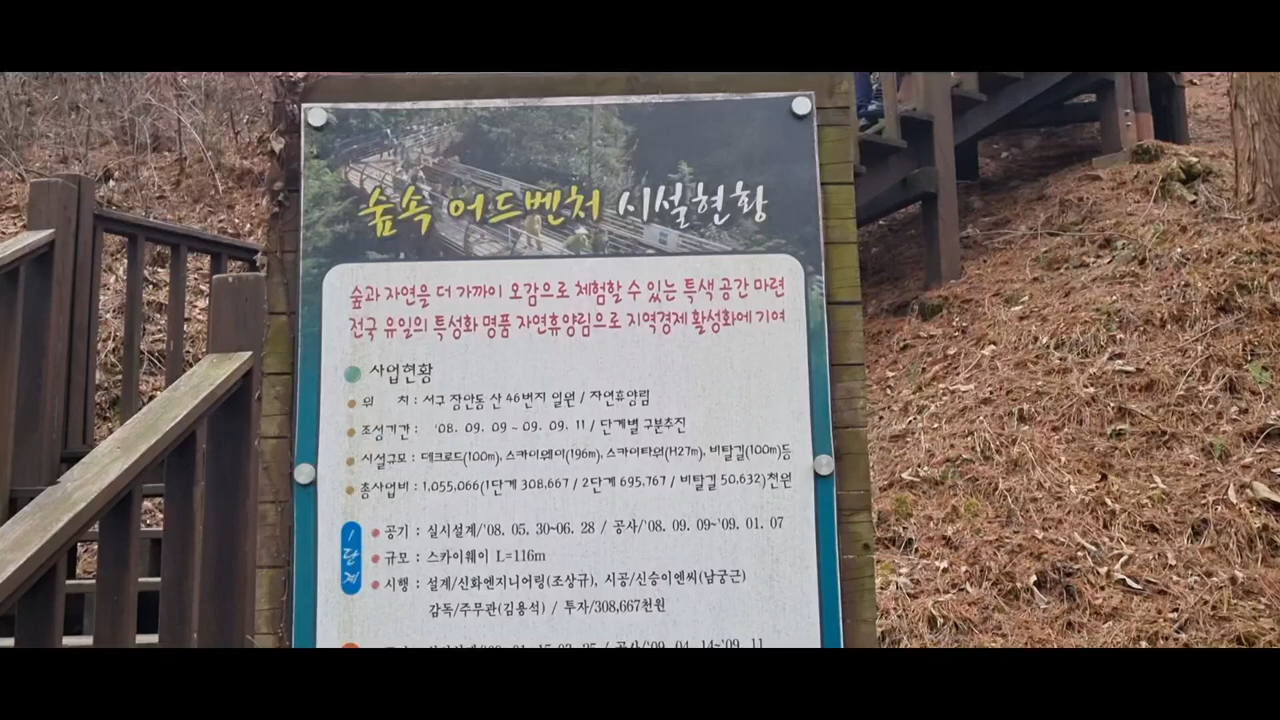 숲속 어드벤처 시설현황
숲과 자연을 더 가까이 오감으로 체험할 수 있는 특색 공간 마련
전국 유일의 특성화 명품 자연휴양림으로 지역경제 활성화에 기여
사업현황
위 치 : 서구 장안동 산 46번지 일원 / 자연휴양림
조성기간 : '08. 09. 09 ~ 09. 09. 11 / 단계별 구분추진
시설규모 : 데크로드(100m), 스카이웨이(196m), 스카이타워(H27m), 비탈길(100m)등
총사업비 : 1,055,066(1단계 308,667 / 2단계 695,767 / 비탈길 50,632)천원
1단계
공기 : 실시설계/'08. 05. 30~06. 28 / 공사/'08. 09. 09~'09. 01. 07
규모 : 스카이웨이 L=116m
시행 : 설계/신화엔지니어링(조상규), 시공/신승이엔씨(남궁근)
감독/주무관(김용석) / 투자/308,667천원